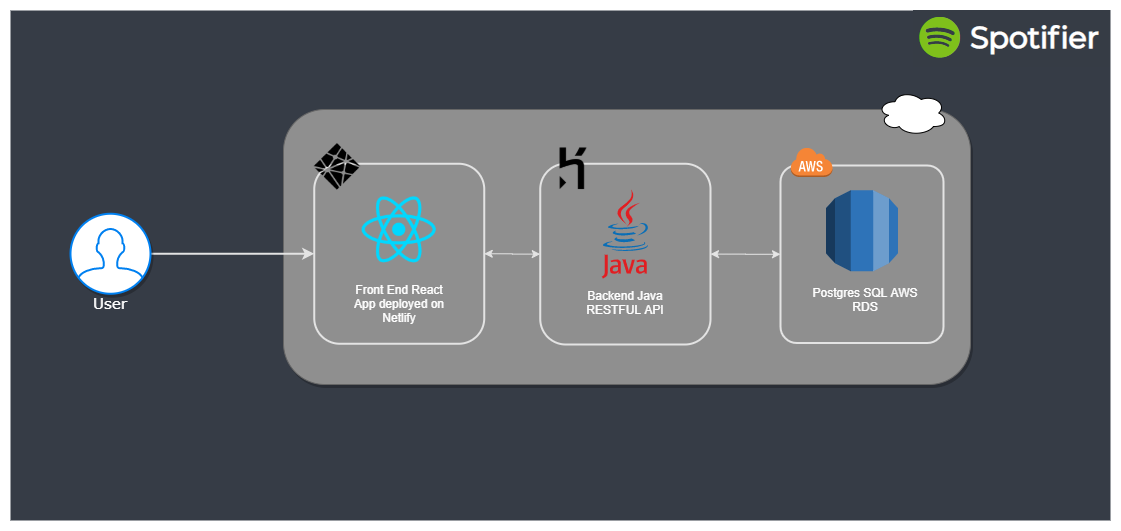 Spotifier
AWS
Java
Front End React
App deployed on
Netlify
Backend Java
RESTFUL API
Postgres SQL AWS
RDS
User